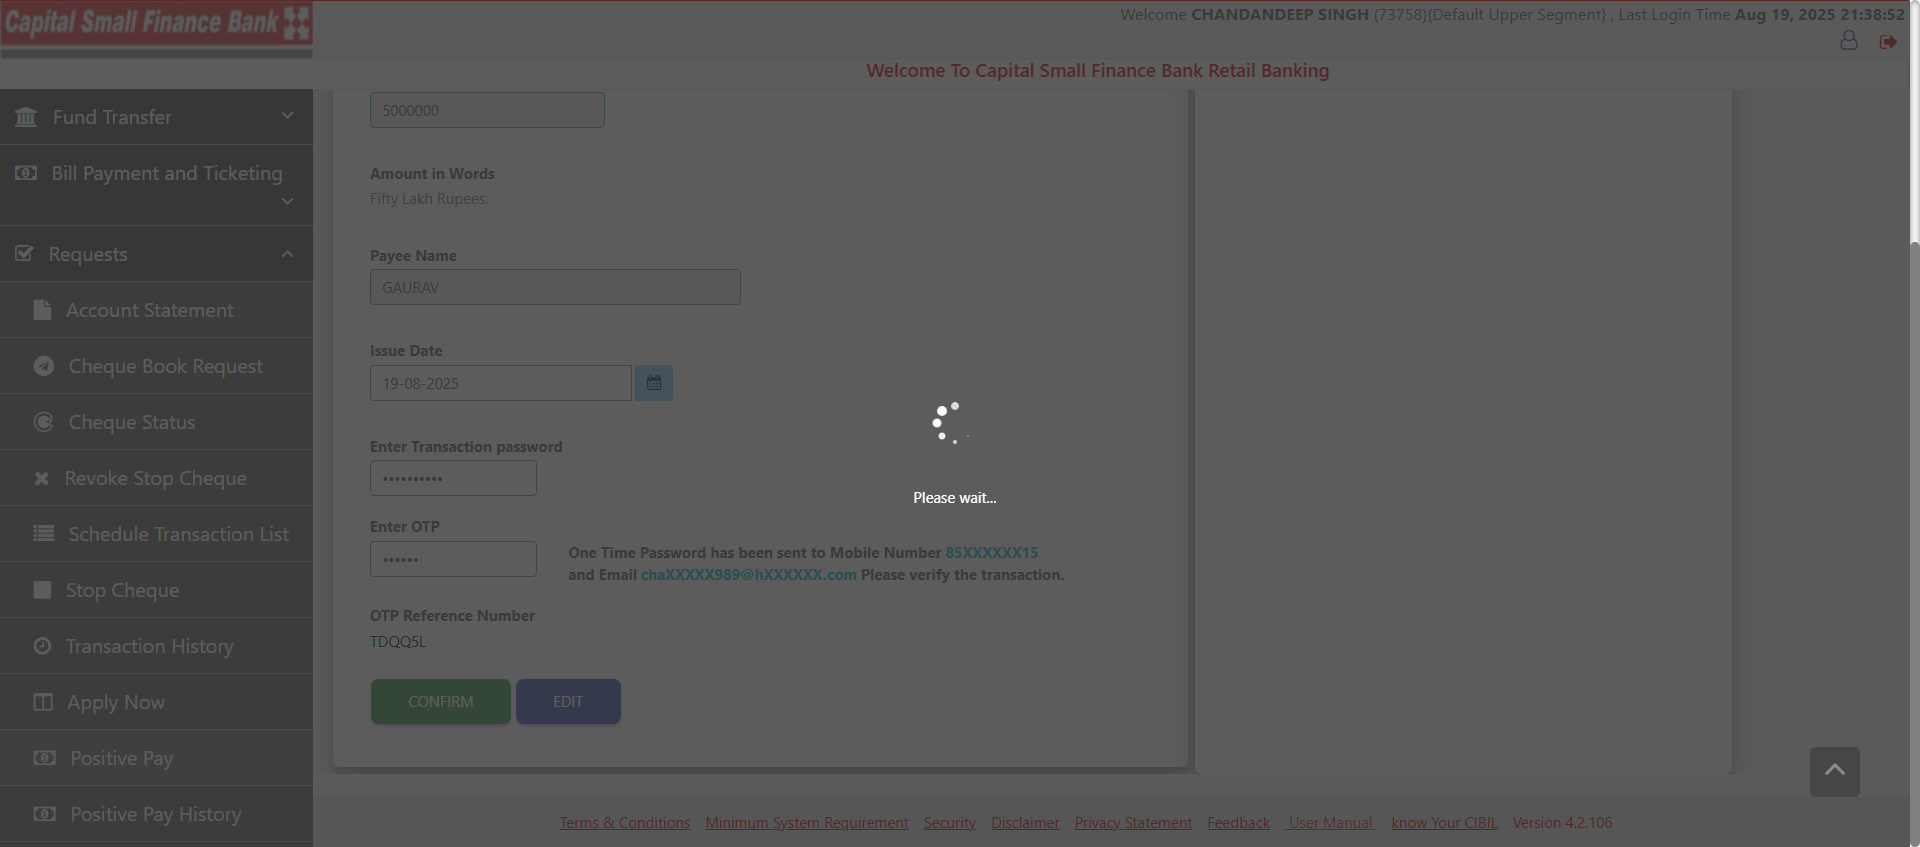 Capital Small Finance Bank
Welcome CHANDANDEEP SINGH (73758){Default Upper Segment} , Last Login Time Aug 19, 2025 21:38:52
Welcome To Capital Small Finance Bank Retail Banking
Fund Transfer
Bill Payment and Ticketing
Requests
Account Statement
Cheque Book Request
Cheque Status
Revoke Stop Cheque
Schedule Transaction List
Stop Cheque
Transaction History
Apply Now
Positive Pay
Positive Pay History
5000000
Amount in Words
Fifty Lakh Rupees.
Payee Name
GAURAV
Issue Date
19-08-2025
Enter Transaction password
••••••••••
Enter OTP
••••••
One Time Password has been sent to Mobile Number 85XXXXXX15
and Email chaXXXXX989@hXXXXXX.com Please verify the transaction.
OTP Reference Number
TDQQ5L
CONFIRM EDIT
Please wait...
Terms & Conditions Minimum System Requirement Security Disclaimer Privacy Statement Feedback User Manual know Your CIBIL Version 4.2.106